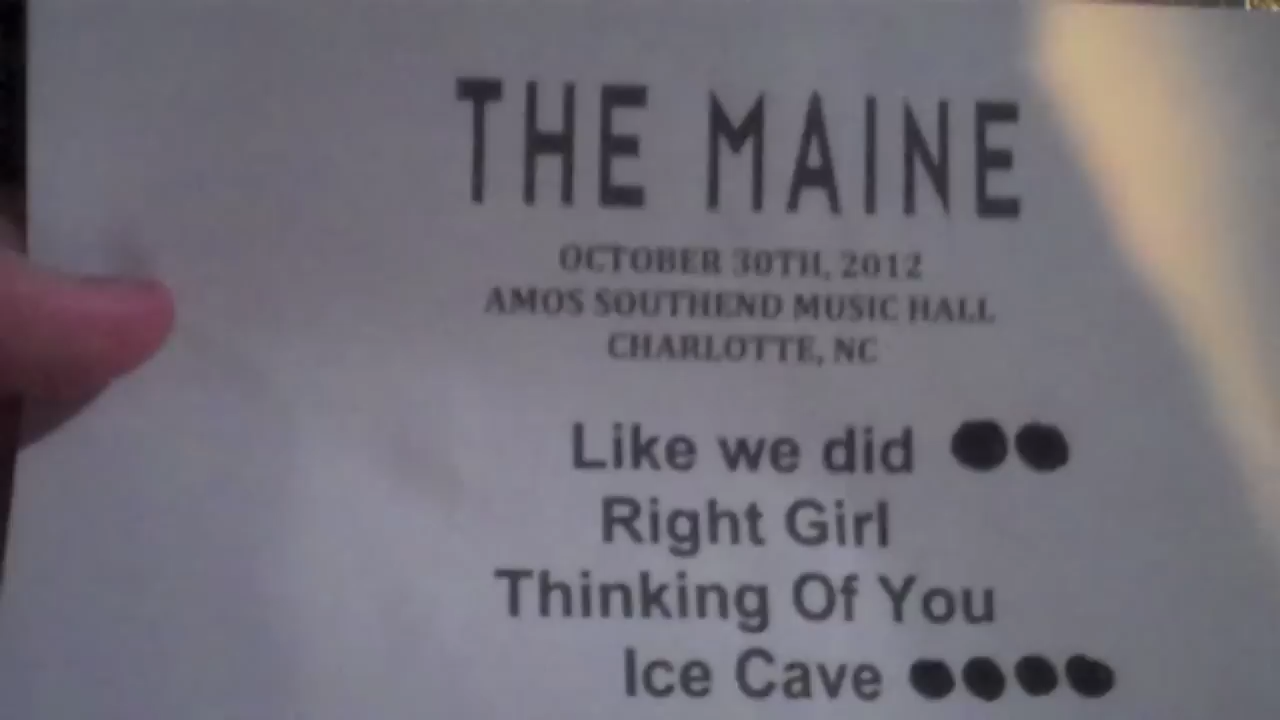 THE MAINE
OCTOBER 30TH, 2012
AMOS SOUTHEND MUSIC HALL
CHARLOTTE, NC
Like we did
Right Girl
Thinking Of You
Ice Cave